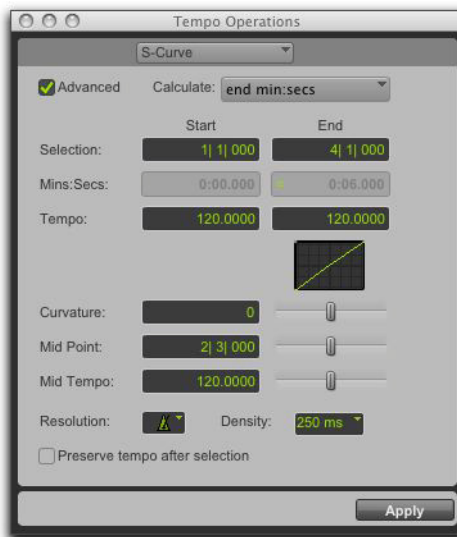 Tempo Operations
S-Curve
Advanced Calculate: end min:secs
Start End
Selection: 1| 1| 000 4| 1| 000
Mins:Secs: 0:00.000 0:06.000
Tempo: 120.0000 120.0000
Curvature: 0
Mid Point: 2| 3| 000
Mid Tempo: 120.0000
Resolution: Density: 250 ms
Preserve tempo after selection
Apply